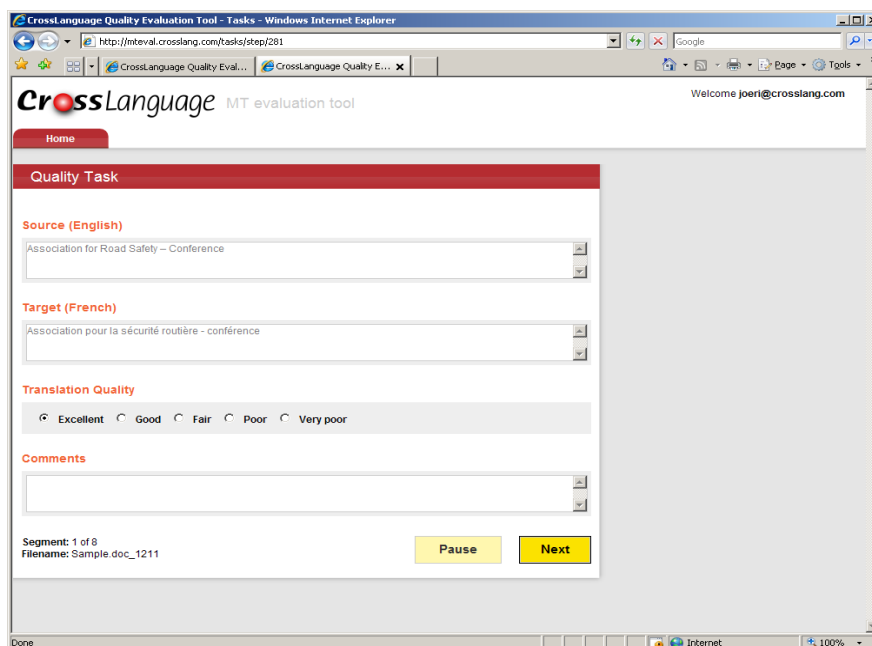 CrossLanguage Quality Evaluation Tool - Tasks - Windows Internet Explorer
http://mteval.crosslang.com/tasks/step/281
Google
CrossLanguage Quality Eval...
CrossLanguage Quality E...
Page
Tools
CrossLanguage MT evaluation tool
Welcome joeri@crosslang.com
Home
Quality Task
Source (English)
Association for Road Safety – Conference
Target (French)
Association pour la sécurité routière - conférence
Translation Quality
Excellent Good Fair Poor Very poor
Comments
Segment: 1 of 8
Filename: Sample.doc_1211
Pause
Next
Done
Internet
100%